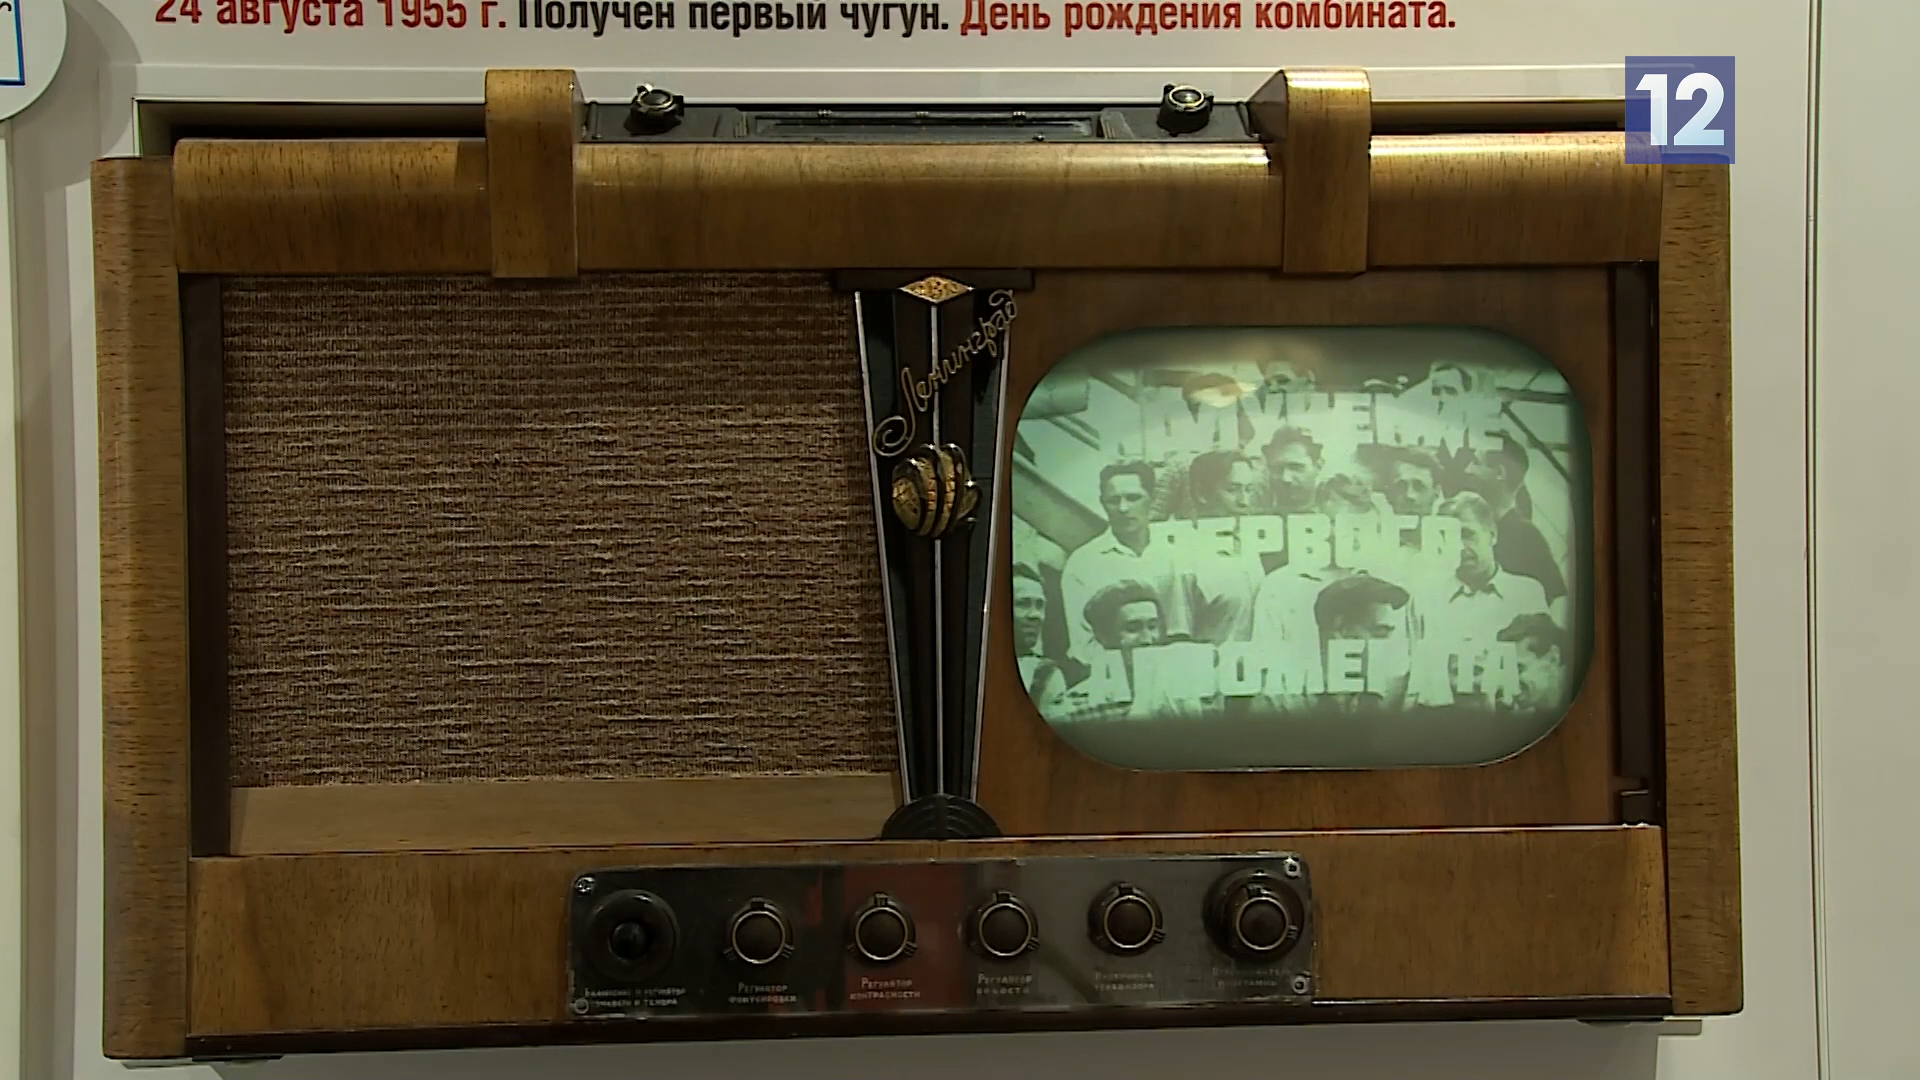 24 августа 1955 г. Получен первый чугун. День рождения комбината.
12
Ленинград
ПОЛУЧЕНИЕ
ПЕРВОГО
АГЛОМЕРАТА
Регулятор
фокусировки
Регулятор
контрасности
Регулятор
яркости